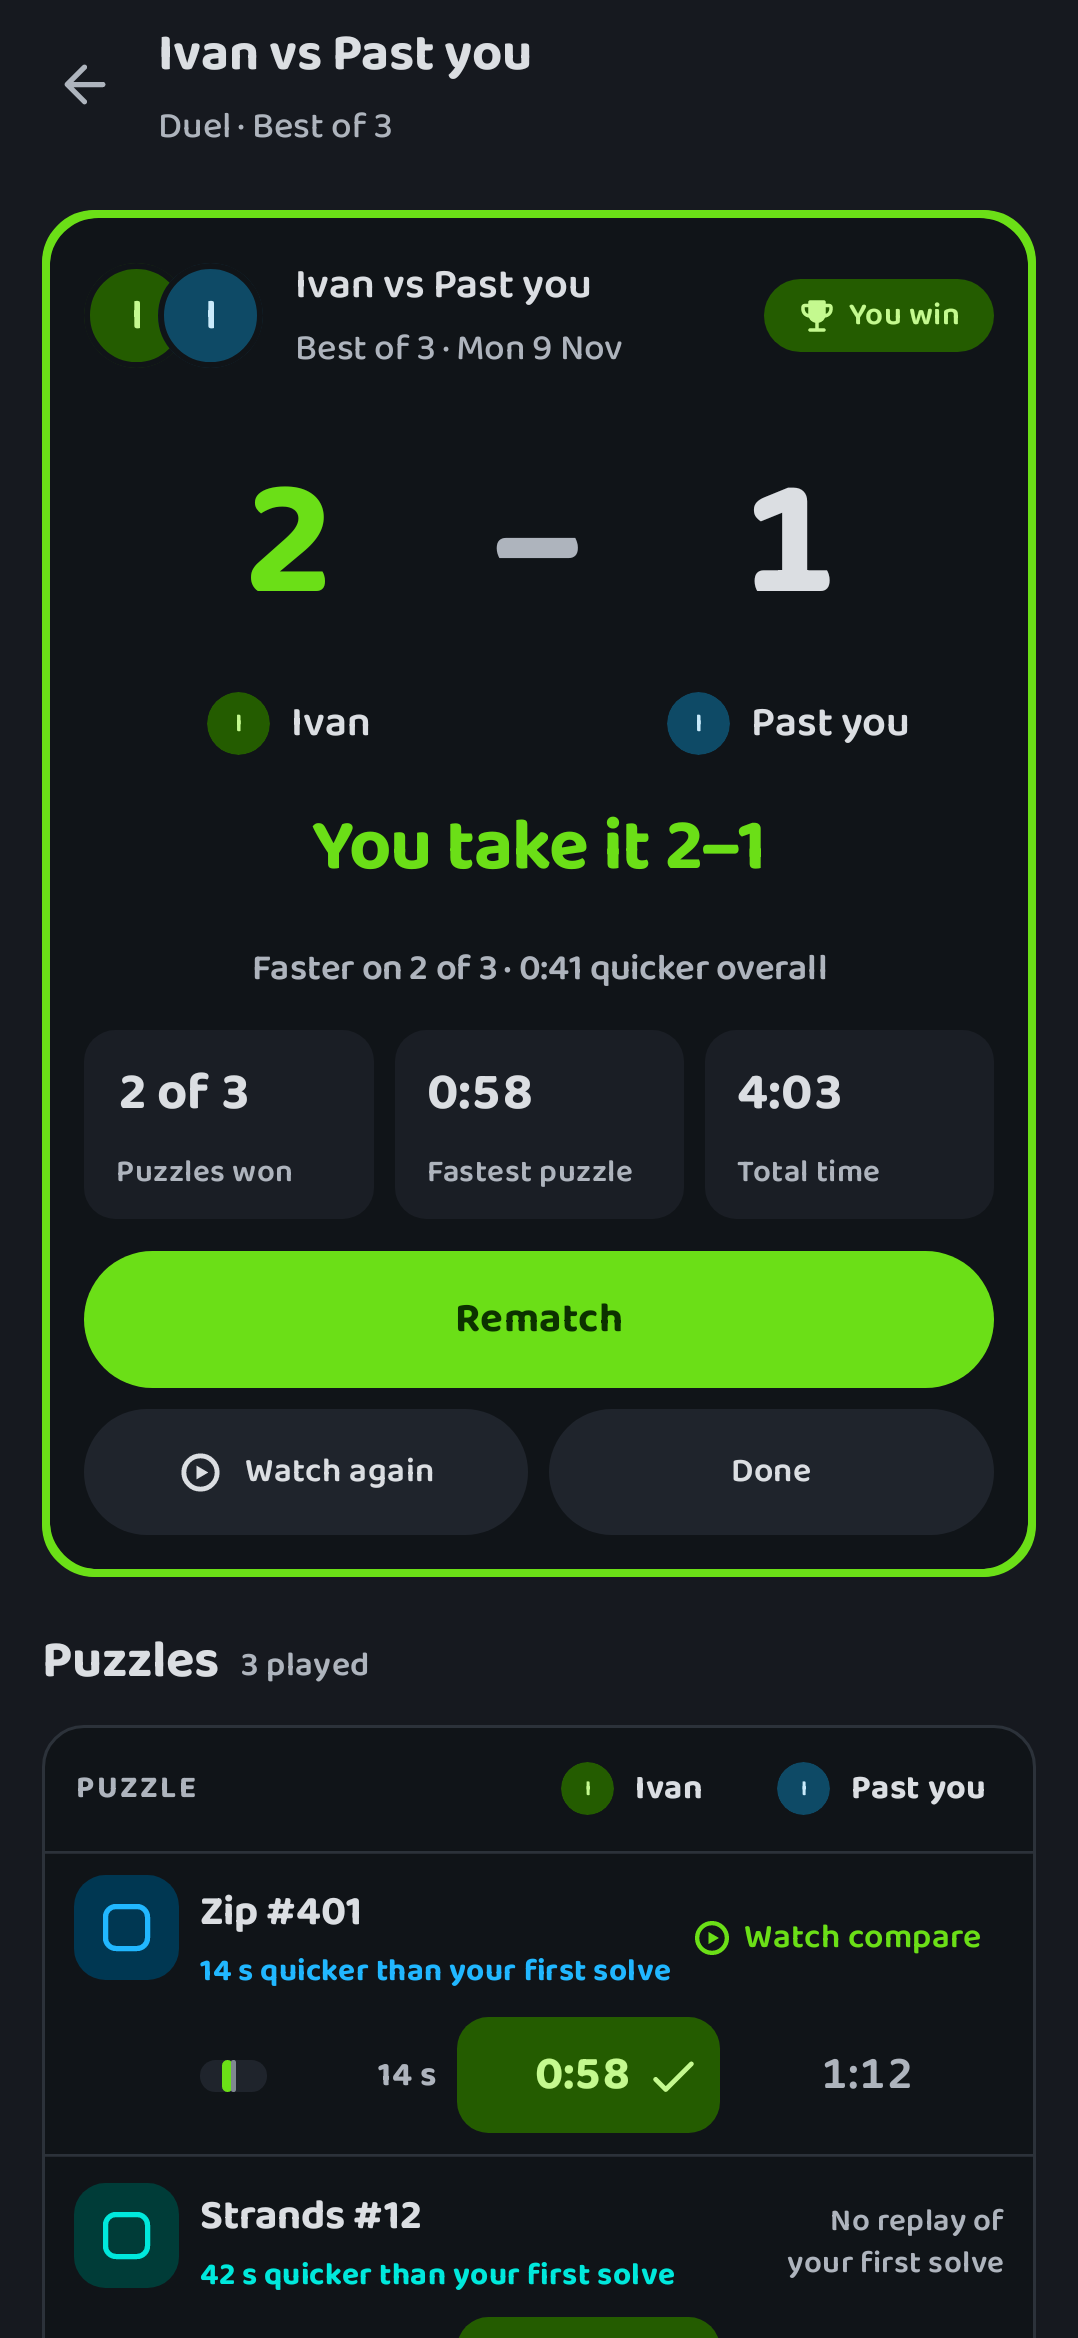 Ivan vs Past you
Duel · Best of 3
I I Ivan vs Past you
Best of 3 · Mon 9 Nov
You win
2 – 1
I Ivan I Past you
You take it 2–1
Faster on 2 of 3 · 0:41 quicker overall
2 of 3 0:58 4:03
Puzzles won Fastest puzzle Total time
Rematch
Watch again Done
Puzzles 3 played
PUZZLE I Ivan I Past you
Zip #401
14 s quicker than your first solve
Watch compare
14 s 0:58 1:12
Strands #12
42 s quicker than your first solve
No replay of
your first solve